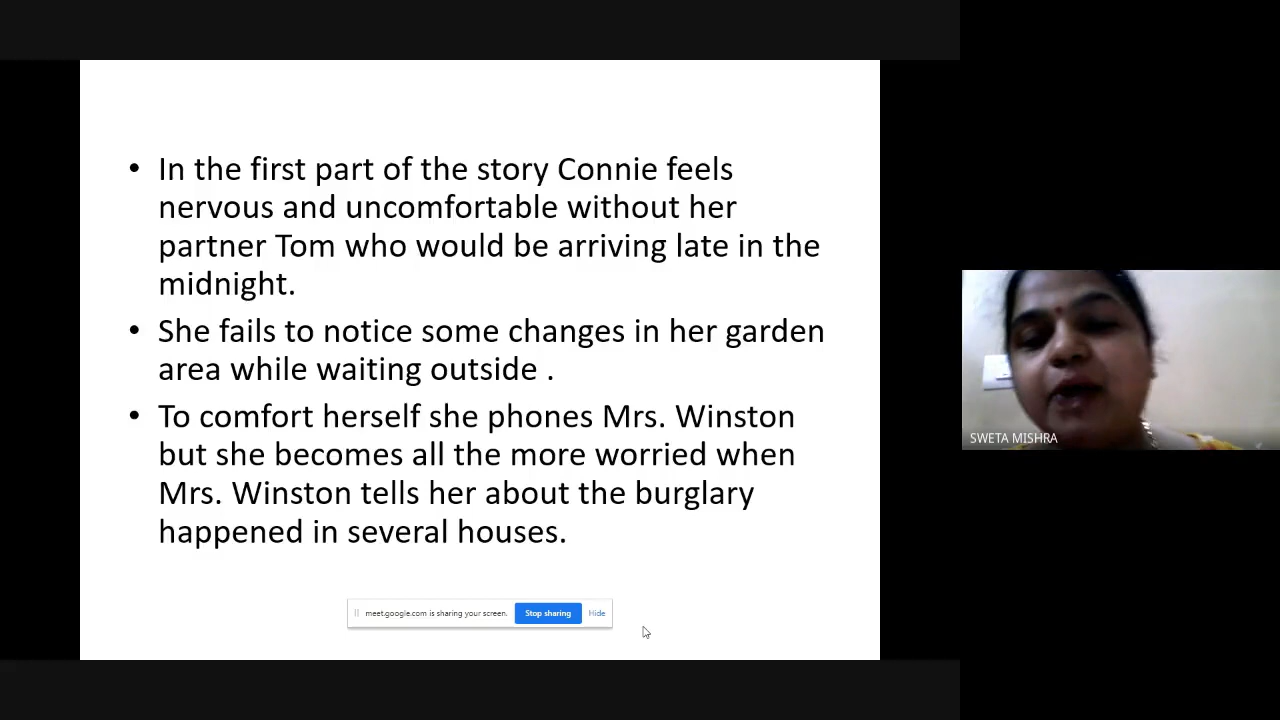 • In the first part of the story Connie feels
nervous and uncomfortable without her
partner Tom who would be arriving late in the
midnight.
• She fails to notice some changes in her garden
area while waiting outside .
• To comfort herself she phones Mrs. Winston
but she becomes all the more worried when
Mrs. Winston tells her about the burglary
happened in several houses.
SWETA MISHRA
meet.google.com is sharing your screen. Stop sharing Hide